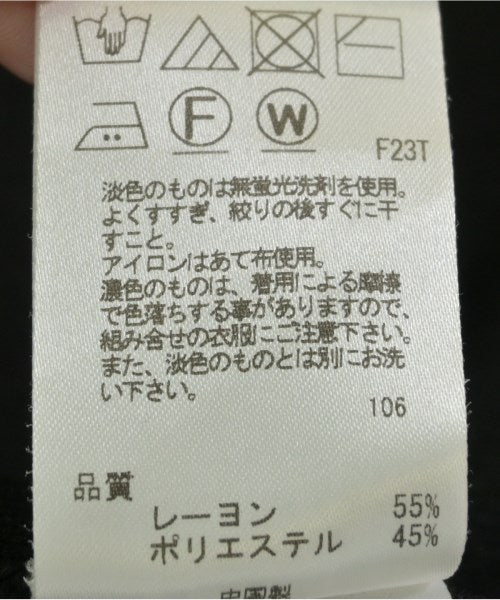 F W
F23T
淡色のものは無蛍光洗剤を使用。
よくすすぎ、絞りの後すぐに干
すこと。
アイロンはあて布使用。
濃色のものは、着用による摩擦
で色落ちする事がありますので、
組み合せの衣服にご注意下さい。
また、淡色のものとは別にお洗
い下さい。
106
品質
レーヨン 55%
ポリエステル 45%
中国製